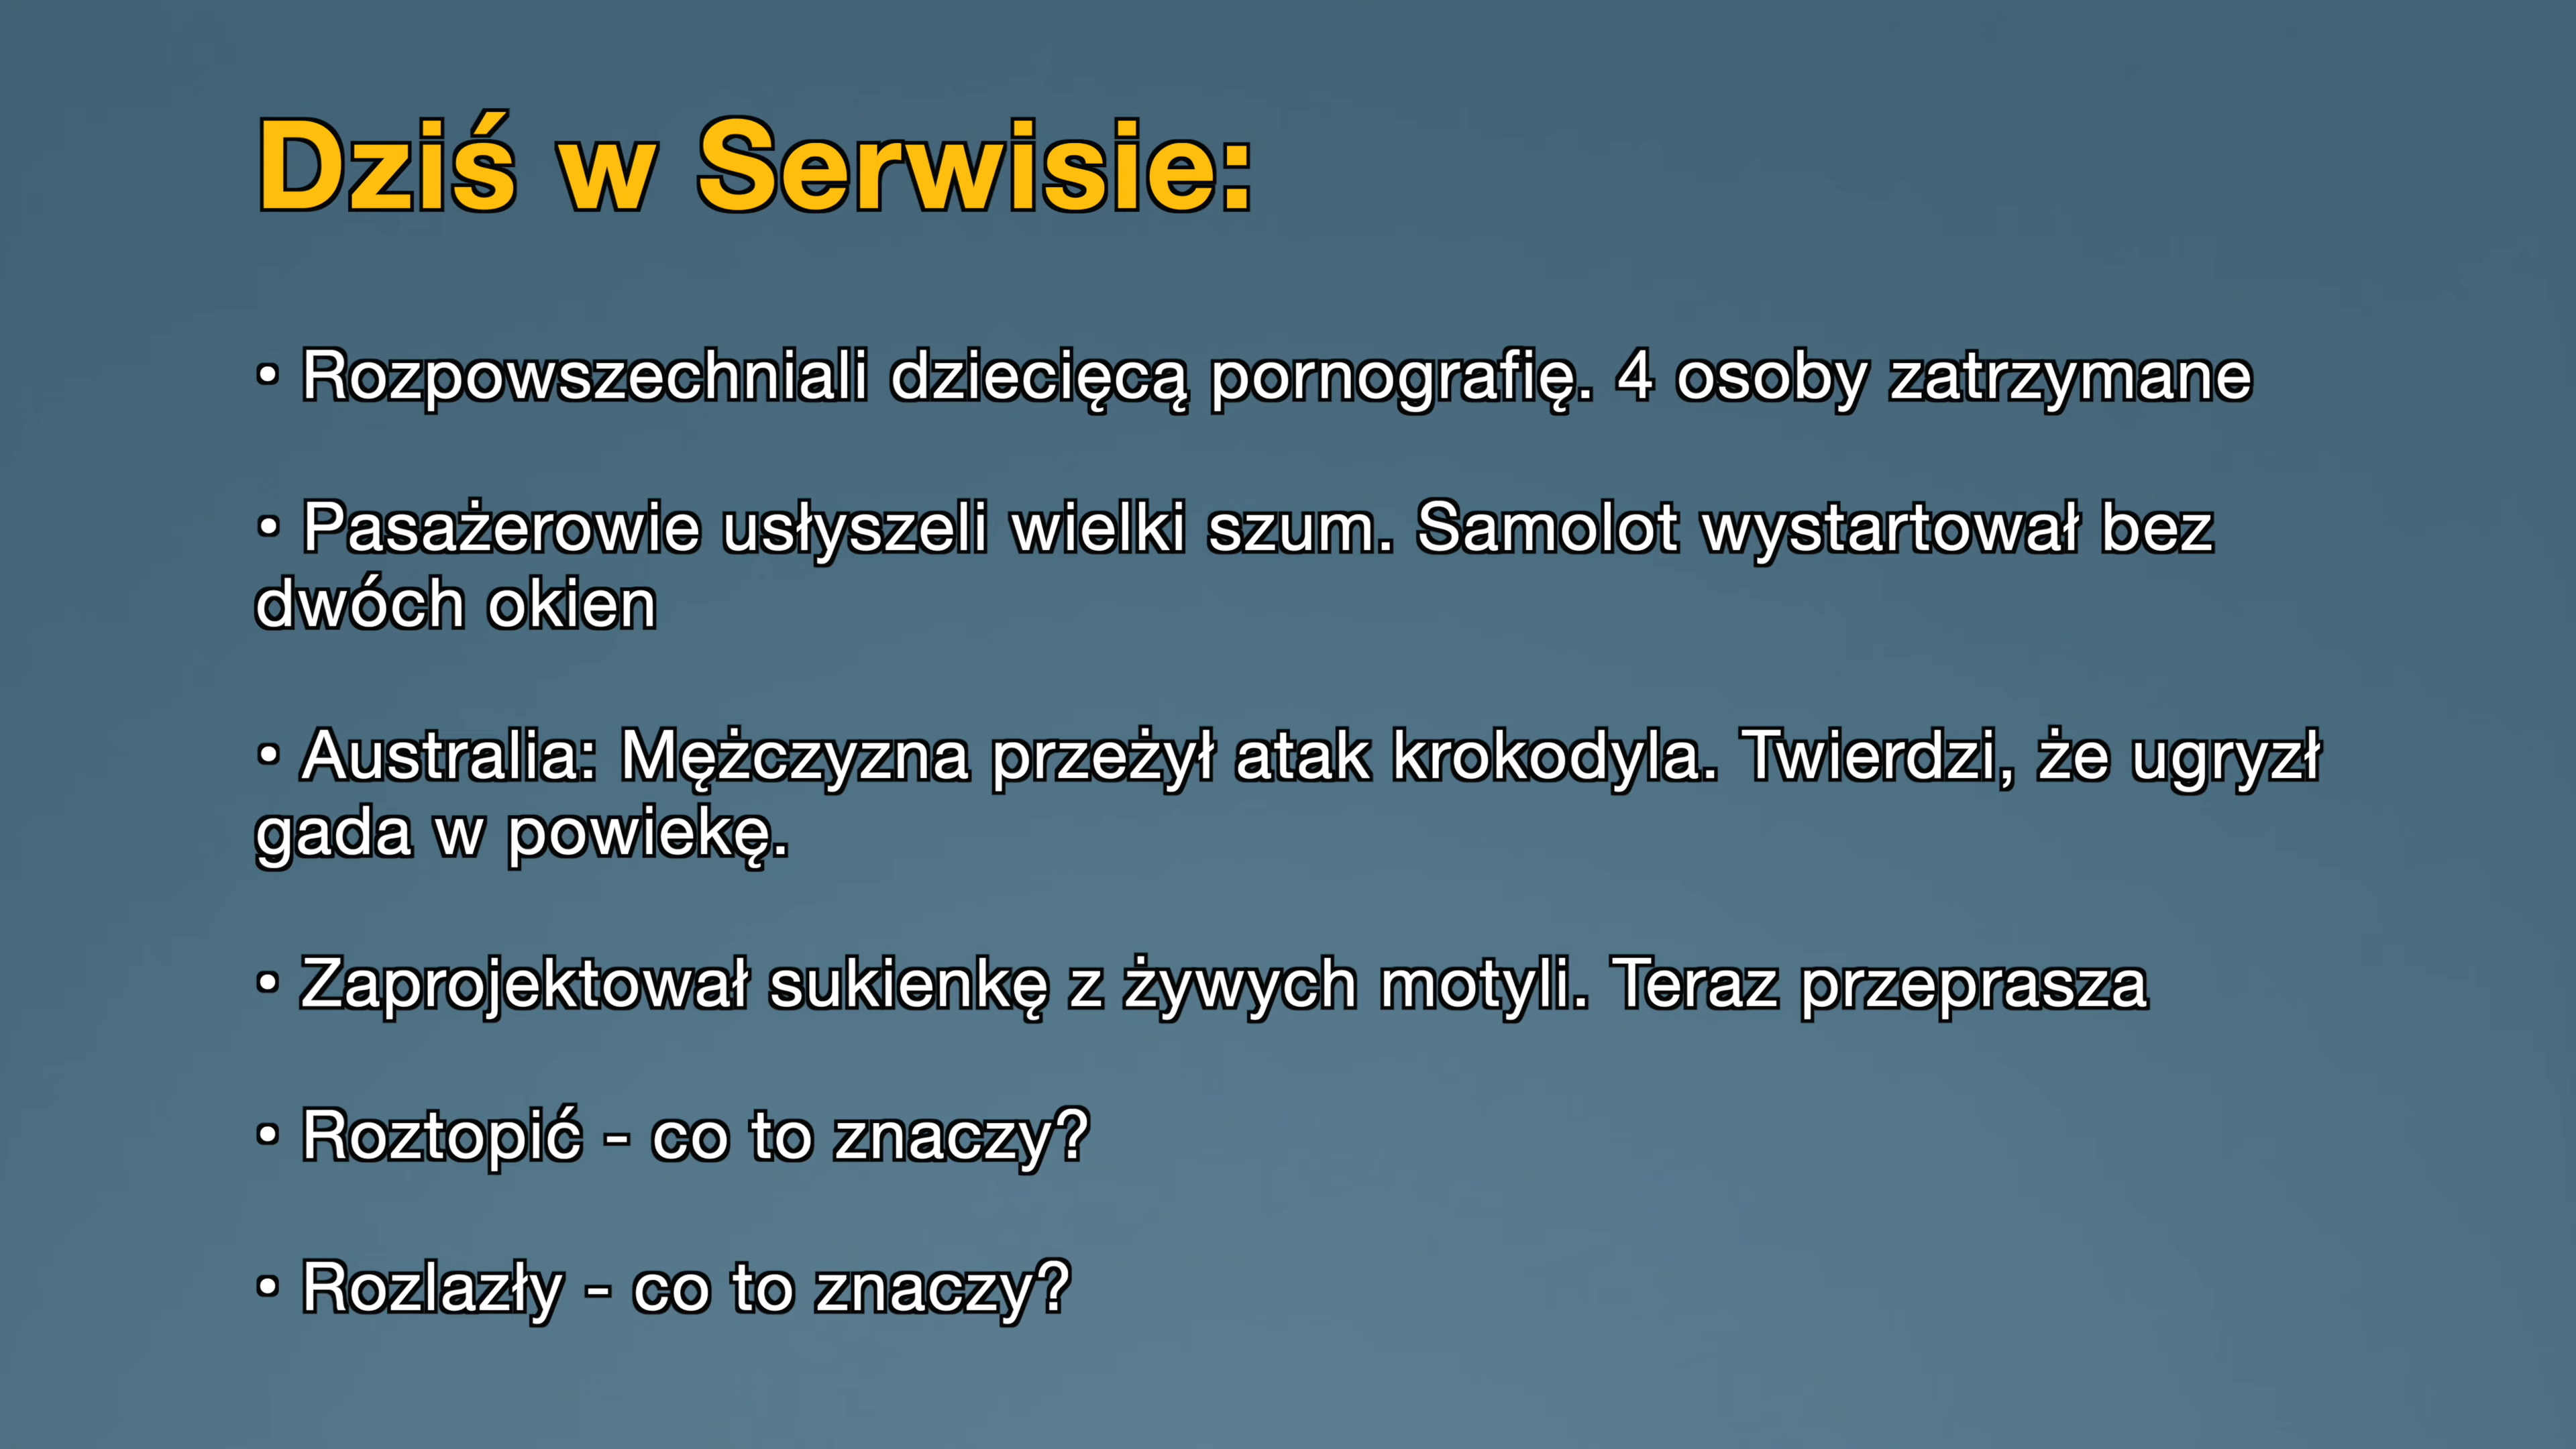 Dziś w Serwisie:
• Rozpowszechniali dziecięcą pornografię. 4 osoby zatrzymane
• Pasażerowie usłyszeli wielki szum. Samolot wystartował bez
dwóch okien
• Australia: Mężczyzna przeżył atak krokodyla. Twierdzi, że ugryzł
gada w powiekę.
• Zaprojektował sukienkę z żywych motyli. Teraz przeprasza
• Roztopić - co to znaczy?
• Rozlazły - co to znaczy?